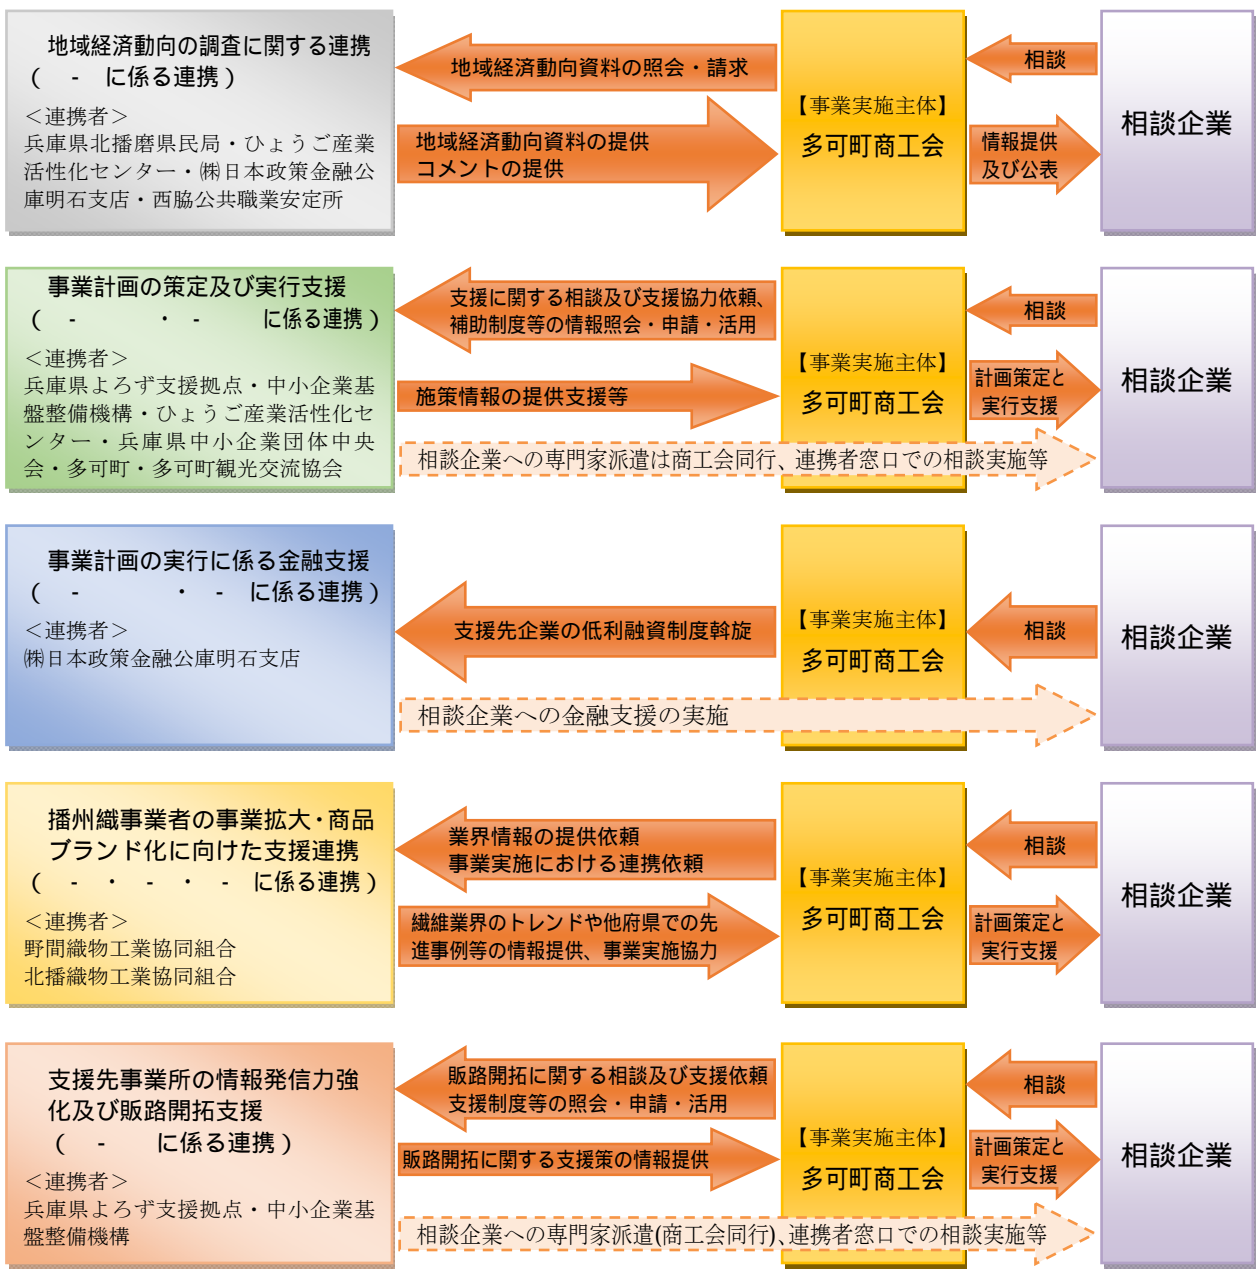 地域経済動向の調査に関する連携
(　-　に係る連携)
＜連携者＞
兵庫県北播磨県民局・ひょうご産業
活性化センター・㈱日本政策金融公
庫明石支店・西脇公共職業安定所
地域経済動向資料の照会・請求
地域経済動向資料の提供
コメントの提供
【事業実施主体】
多可町商工会
相談
情報提供
及び公表
相談企業
事業計画の策定及び実行支援
(　-　　・　-　　に係る連携)
＜連携者＞
兵庫県よろず支援拠点・中小企業基
盤整備機構・ひょうご産業活性化セ
ンター・兵庫県中小企業団体中央
会・多可町・多可町観光交流協会
支援に関する相談及び支援協力依頼、
補助制度等の情報照会・申請・活用
施策情報の提供支援等
相談企業への専門家派遣は商工会同行、連携者窓口での相談実施等
【事業実施主体】
多可町商工会
相談
計画策定と
実行支援
相談企業
事業計画の実行に係る金融支援
(　-　　・　-　に係る連携)
＜連携者＞
㈱日本政策金融公庫明石支店
支援先企業の低利融資制度斡旋
相談企業への金融支援の実施
【事業実施主体】
多可町商工会
相談
相談企業
播州織事業者の事業拡大・商品
ブランド化に向けた支援連携
(　-　・　-　・　-　に係る連携)
＜連携者＞
野間織物工業協同組合
北播織物工業協同組合
業界情報の提供依頼
事業実施における連携依頼
繊維業界のトレンドや他府県での先
進事例等の情報提供、事業実施協力
【事業実施主体】
多可町商工会
相談
計画策定と
実行支援
相談企業
支援先事業所の情報発信力強
化及び販路開拓支援
(　-　　に係る連携)
＜連携者＞
兵庫県よろず支援拠点・中小企業基
盤整備機構
販路開拓に関する相談及び支援依頼
支援制度等の照会・申請・活用
販路開拓に関する支援策の情報提供
相談企業への専門家派遣(商工会同行)、連携者窓口での相談実施等
【事業実施主体】
多可町商工会
相談
計画策定と
実行支援
相談企業